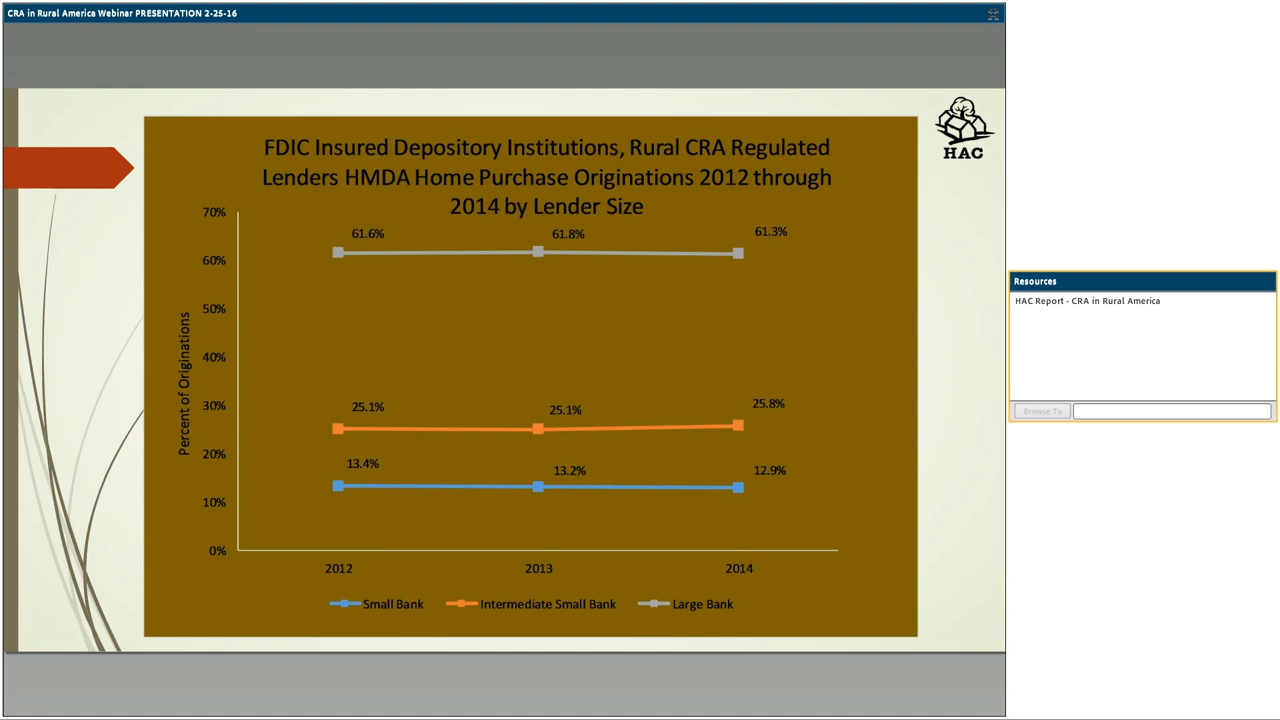 CRA in Rural America Webinar PRESENTATION 2-25-16
HAC
FDIC Insured Depository Institutions, Rural CRA Regulated
Lenders HMDA Home Purchase Originations 2012 through
2014 by Lender Size
70%
60%
50%
40%
30%
20%
10%
0%
Percent of Originations
61.6%
61.8%
61.3%
25.1%
25.1%
25.8%
13.4%
13.2%
12.9%
2012
2013
2014
Small Bank
Intermediate Small Bank
Large Bank
Resources
HAC Report - CRA in Rural America
Browse To